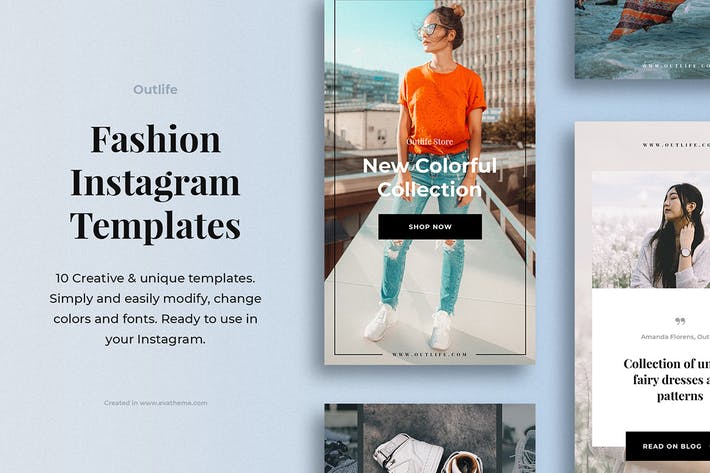 Outlife
Fashion
Instagram
Templates
10 Creative & unique templates.
Simply and easily modify, change
colors and fonts. Ready to use in
your Instagram.
Created in www.evatheme.com
Outlife Store
New Colorful
Collection
SHOP NOW
WWW.OUTLIFE.COM
WWW.OUTLIFE.CO
WWW.OUTLIFE.
❞
Amanda Florens, Out
Collection of un
fairy dresses a
patterns
READ ON BLOG